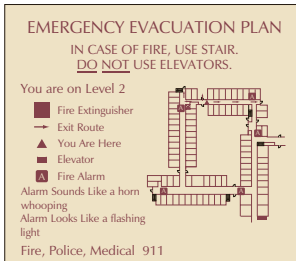 EMERGENCY EVACUATION PLAN
IN CASE OF FIRE, USE STAIR.
DO NOT USE ELEVATORS.
You are on Level 2
Fire Extinguisher
Exit Route
You Are Here
Elevator
A Fire Alarm
Alarm Sounds Like a horn
whooping
Alarm Looks Like a flashing
light
Fire, Police, Medical 911
A
A
A
A
A